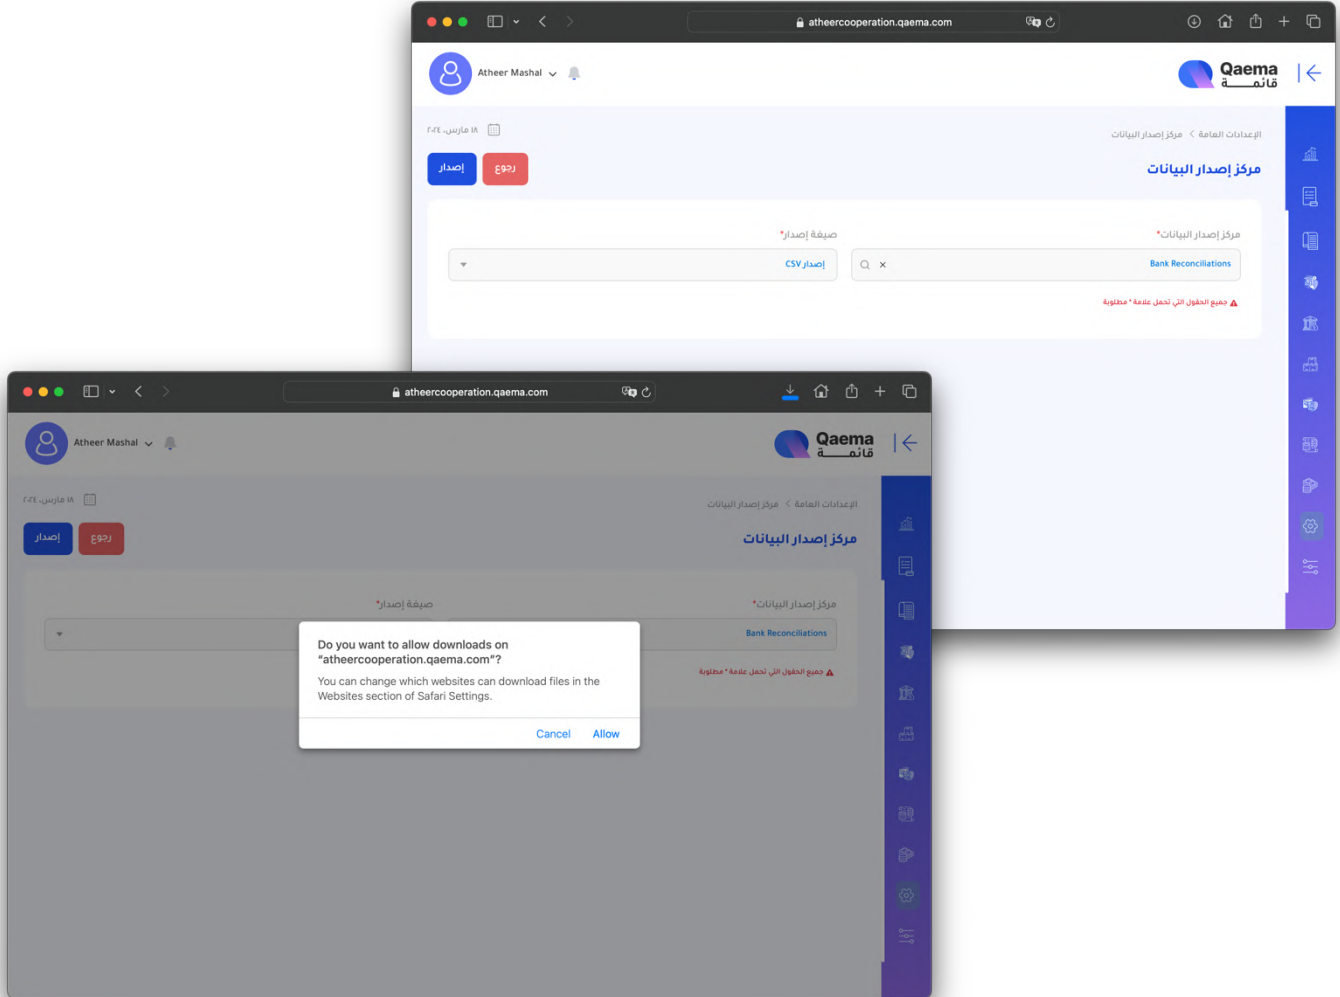 atheercooperation.qaema.com
Atheer Mashal
Qaema
قائمـــــة
الإعدادات العامة > مركز إصدار البيانات
١٨ مارس، ٢٠٢٤
مركز إصدار البيانات
رجوع
إصدار
مركز إصدار البيانات*
صيغة إصدار*
Bank Reconciliations
إصدار CSV
جميع الحقول التي تحمل علامة * مطلوبة
atheercooperation.qaema.com
Atheer Mashal
Qaema
قائمـــــة
الإعدادات العامة > مركز إصدار البيانات
١٨ مارس، ٢٠٢٤
مركز إصدار البيانات
رجوع
إصدار
مركز إصدار البيانات*
صيغة إصدار*
Bank Reconciliations
جميع الحقول التي تحمل علامة * مطلوبة
Do you want to allow downloads on
“atheercooperation.qaema.com”?
You can change which websites can download files in the
Websites section of Safari Settings.
Cancel
Allow